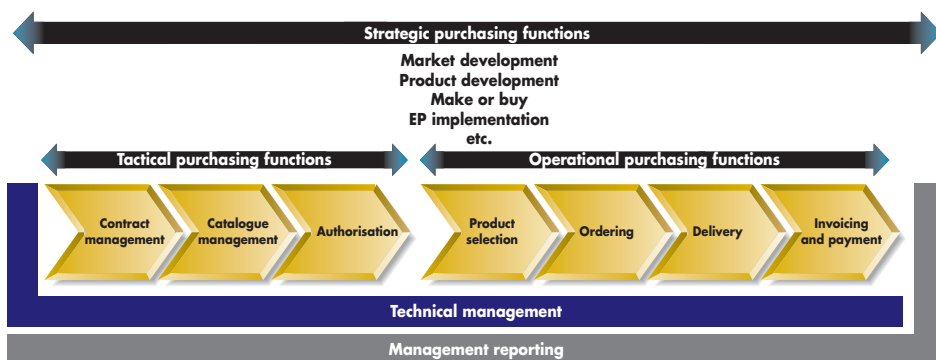 Strategic purchasing functions
Market development
Product development
Make or buy
EP implementation
etc.
Tactical purchasing functions
Operational purchasing functions
Contract
management
Catalogue
management
Authorisation
Product
selection
Ordering
Delivery
Invoicing
and payment
Technical management
Management reporting